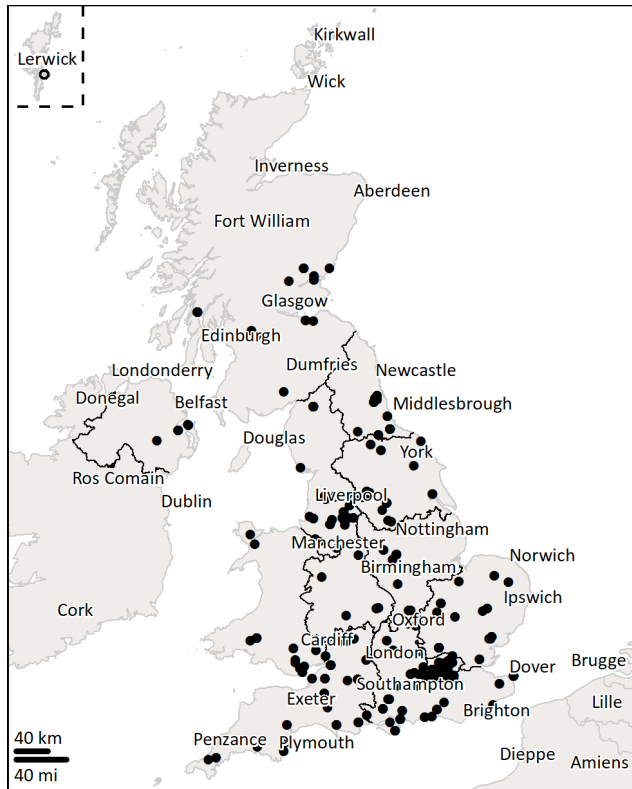 Kirkwall
Lerwick
Wick
Inverness
Aberdeen
Fort William
Glasgow
Edinburgh
Dumfries
Londonderry
Newcastle
Donegal
Belfast
Middlesbrough
Douglas
York
Ros Comain
Liverpool
Dublin
Nottingham
Manchester
Norwich
Birmingham
Ipswich
Cork
Oxford
Cardiff
London
Dover
Brugge
Southampton
Exeter
Lille
Brighton
Penzance
Plymouth
40 km
Dieppe
Amiens
40 mi